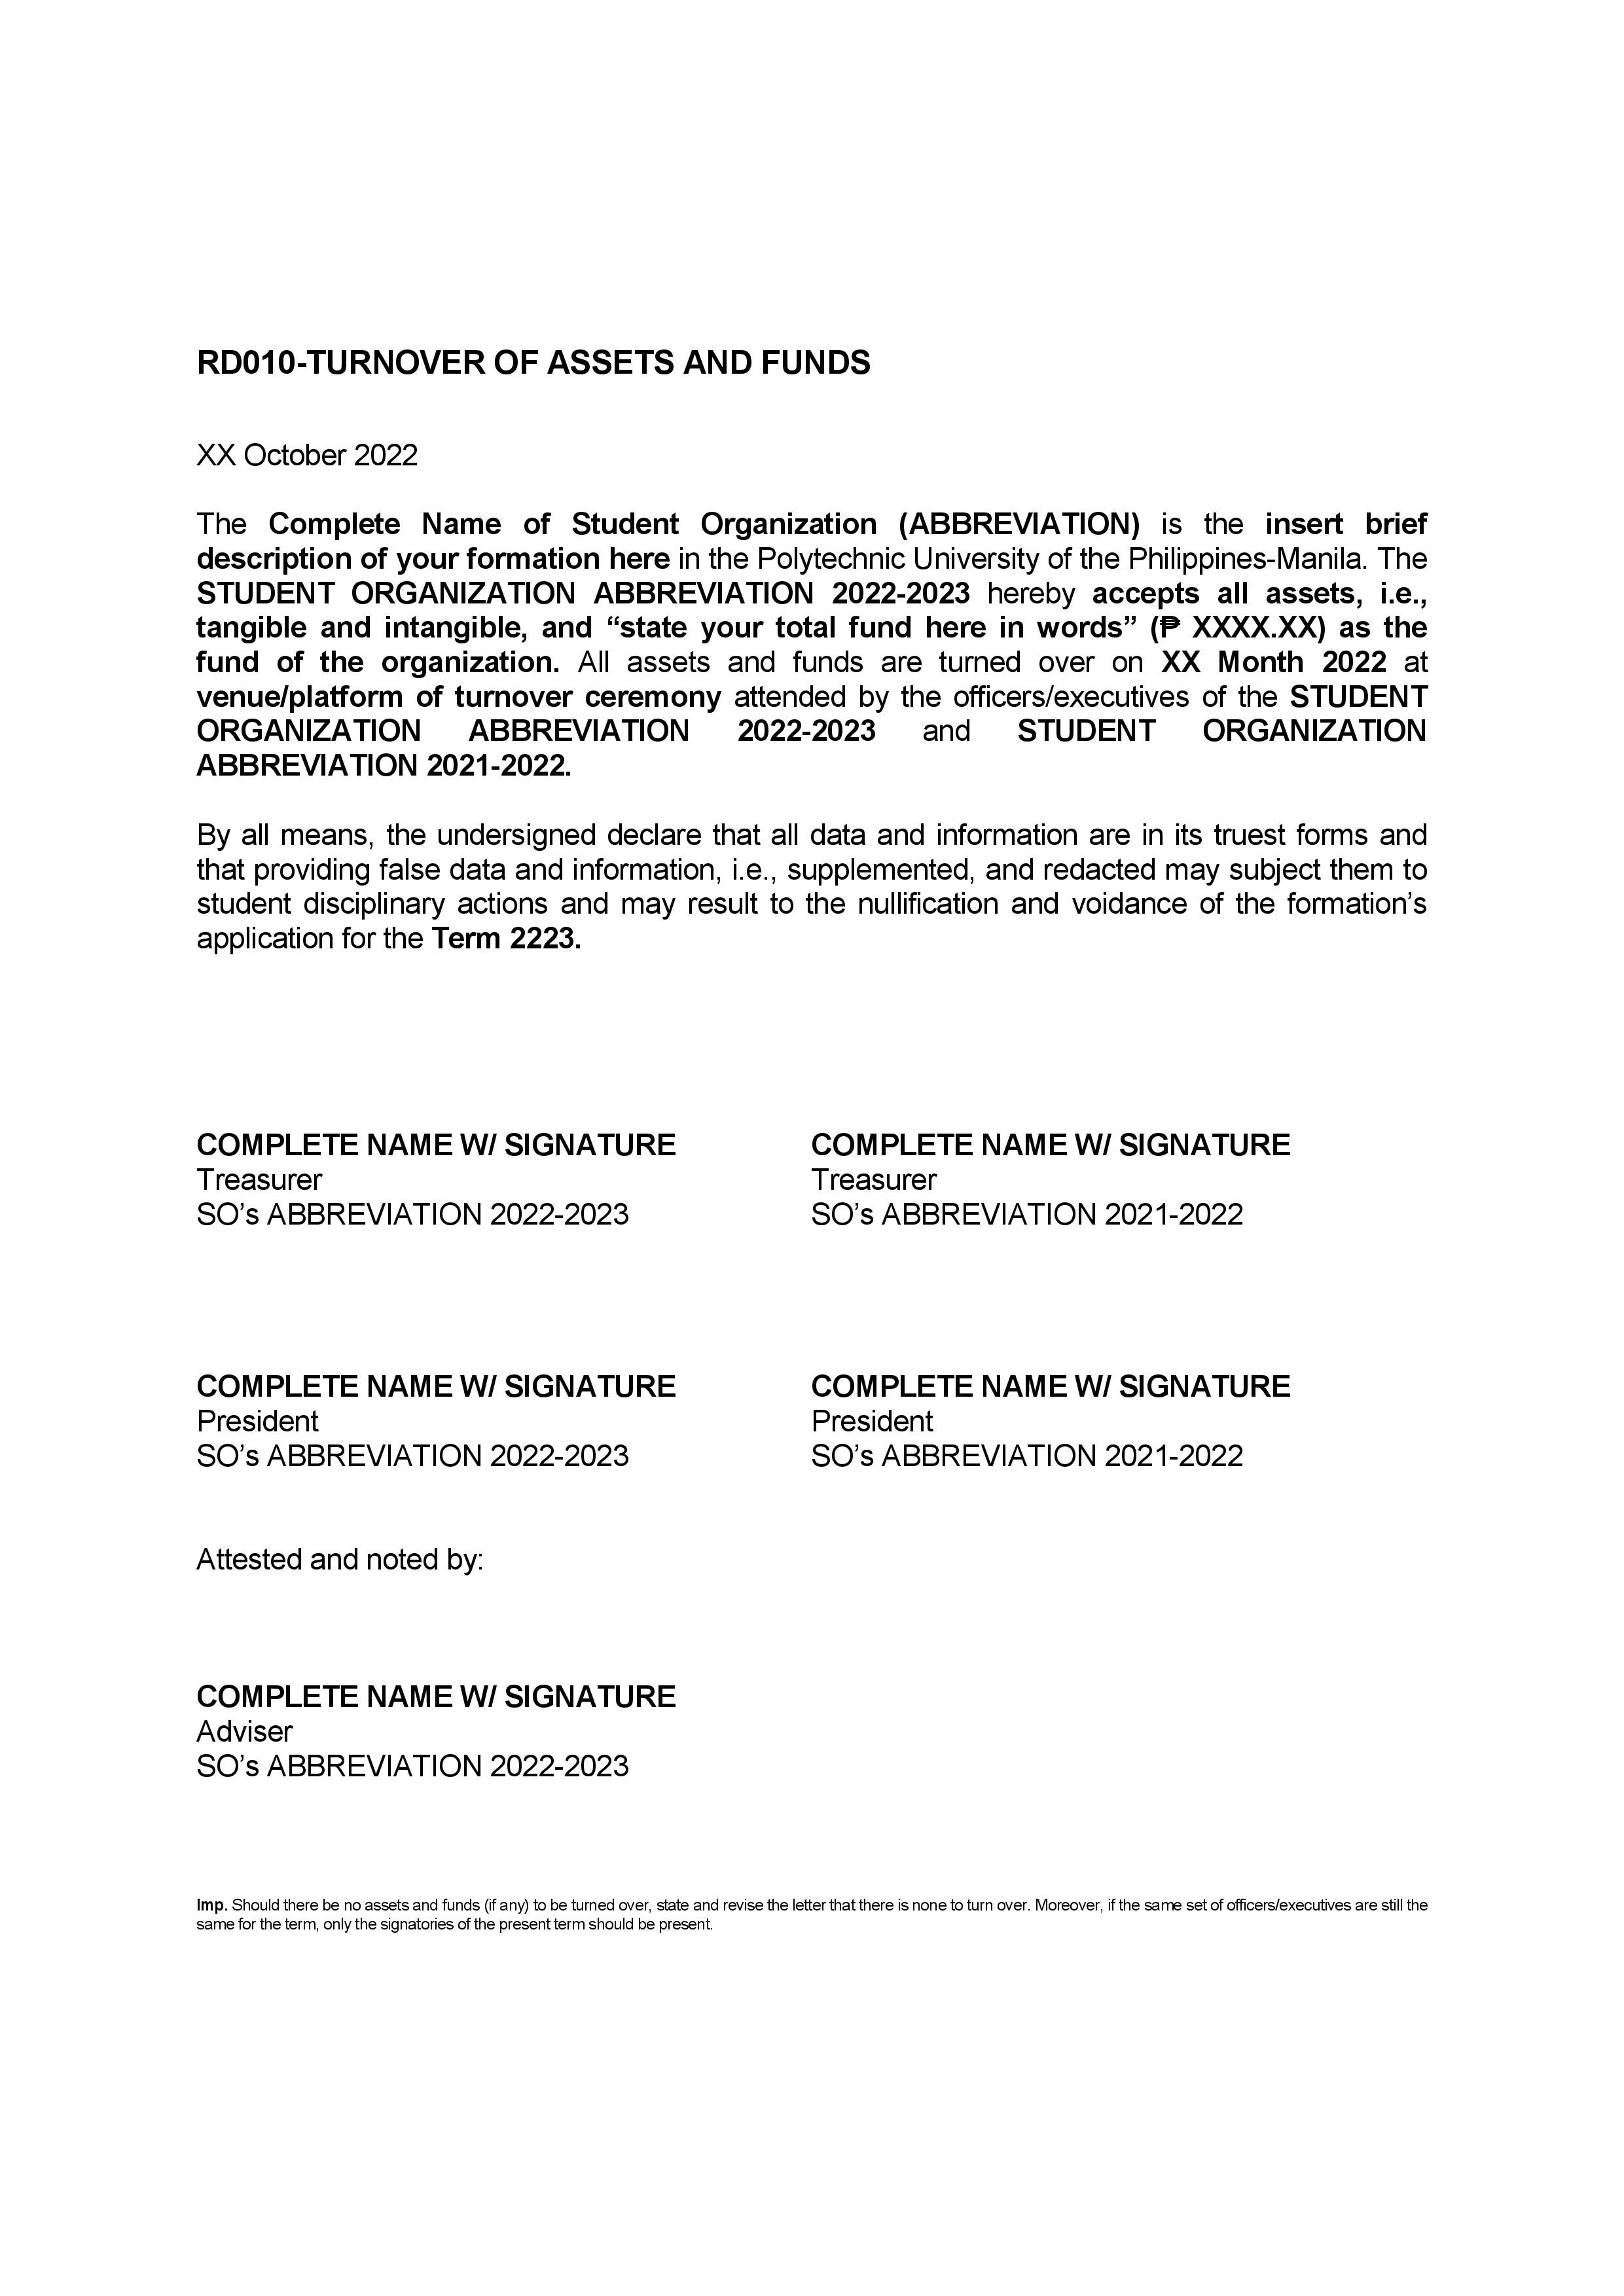 RD010-TURNOVER OF ASSETS AND FUNDS
XX October 2022
The Complete Name of Student Organization (ABBREVIATION) is the insert brief
description of your formation here in the Polytechnic University of the Philippines-Manila. The
STUDENT ORGANIZATION ABBREVIATION 2022-2023 hereby accepts all assets, i.e.,
tangible and intangible, and “state your total fund here in words” (₱ XXXX.XX) as the
fund of the organization. All assets and funds are turned over on XX Month 2022 at
venue/platform of turnover ceremony attended by the officers/executives of the STUDENT
ORGANIZATION ABBREVIATION 2022-2023 and STUDENT ORGANIZATION
ABBREVIATION 2021-2022.
By all means, the undersigned declare that all data and information are in its truest forms and
that providing false data and information, i.e., supplemented, and redacted may subject them to
student disciplinary actions and may result to the nullification and voidance of the formation’s
application for the Term 2223.
COMPLETE NAME W/ SIGNATURE COMPLETE NAME W/ SIGNATURE
Treasurer Treasurer
SO’s ABBREVIATION 2022-2023 SO’s ABBREVIATION 2021-2022
COMPLETE NAME W/ SIGNATURE COMPLETE NAME W/ SIGNATURE
President President
SO’s ABBREVIATION 2022-2023 SO’s ABBREVIATION 2021-2022
Attested and noted by:
COMPLETE NAME W/ SIGNATURE
Adviser
SO’s ABBREVIATION 2022-2023
Imp. Should there be no assets and funds (if any) to be turned over, state and revise the letter that there is none to turn over. Moreover, if the same set of officers/executives are still the
same for the term, only the signatories of the present term should be present.